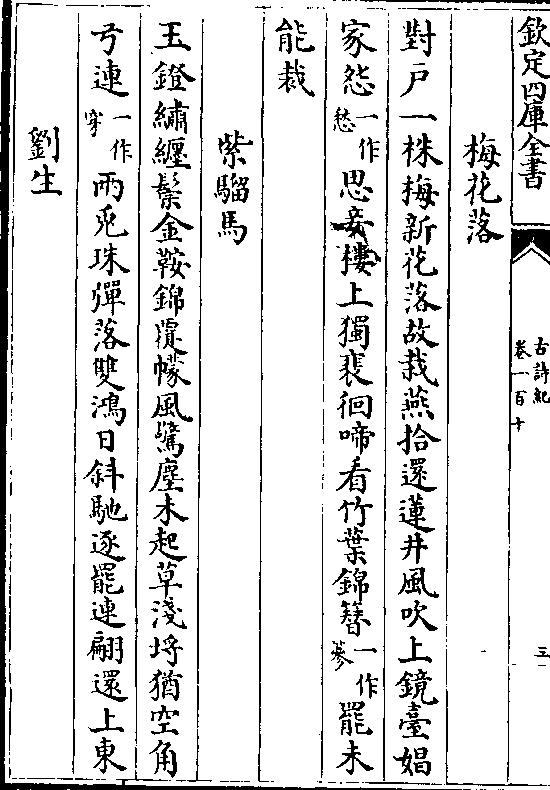 欽定四庫全書
古詩紀
卷一百十
三
梅花落
對户一株梅新花落故栽燕拾還蓮井風吹上鏡臺娼
家怨一作愁思妾樓上獨裴徊啼看竹葉錦簪一作篸罷未
能裁
紫騮馬
玉鐙繡纏鬃金鞍錦覆幪風驚塵未起草淺埒猶空角
弓連一作穿兩兎珠彈落雙鴻日斜馳逐罷連翩還上東
劉生